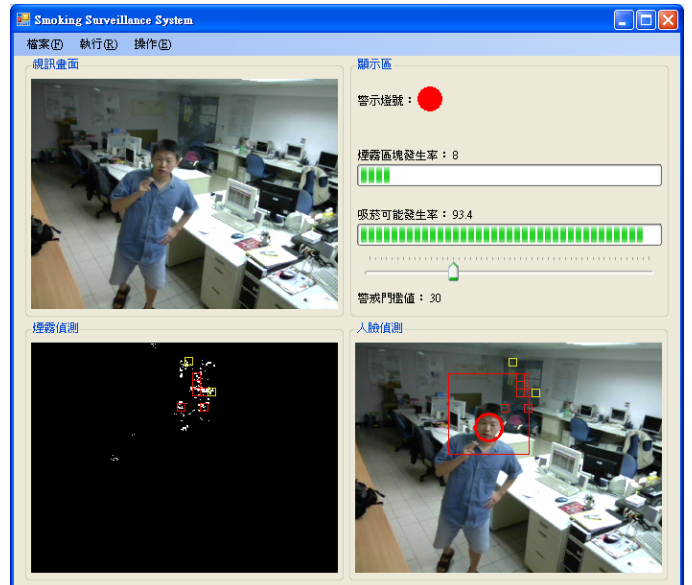 Smoking Surveillance System
檔案(F) 執行(R) 操作(E)
視訊畫面
顯示區
警示燈號：
煙霧區塊發生率：8
吸菸可能發生率：93.4
警戒門檻值：30
煙霧偵測
人臉偵測